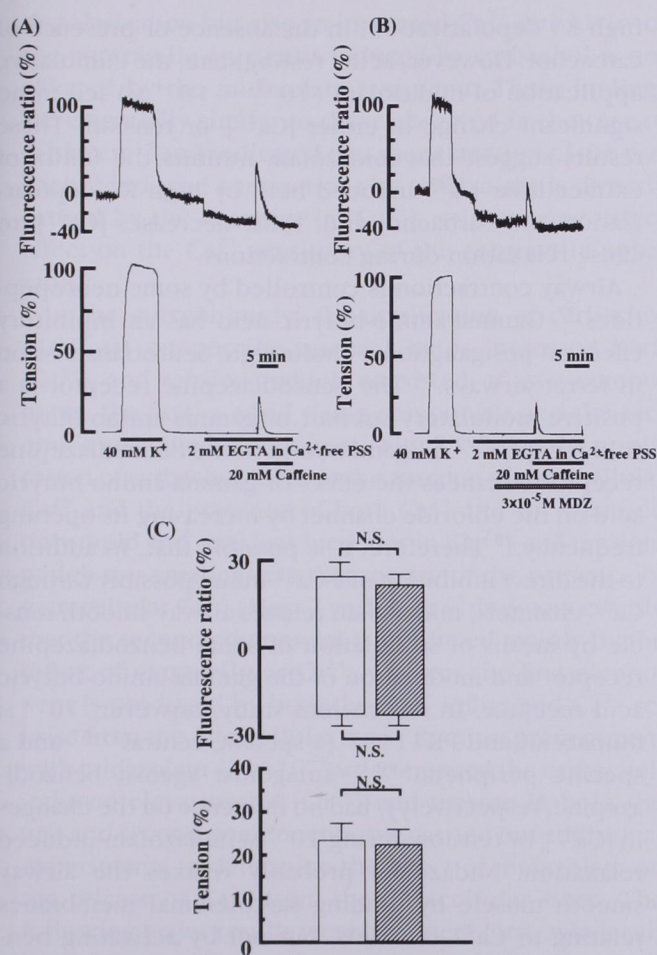 (A)
Fluorescence ratio (%)
100
0
-40
Tension (%)
100
50
0
5 min
40 mM K+
2 mM EGTA in Ca2+free PSS
20 mM Caffeine
(B)
Fluorescence ratio (%)
100
0
-40
Tension (%)
100
50
0
5 min
40 mM K+
2 mM EGTA in Ca2+free PSS
20 mM Caffeine
3x10-5M MDZ
(C)
Fluorescence ratio (%)
30
0
-30
N.S.
N.S.
Tension (%)
40
30
20
10
0
N.S.